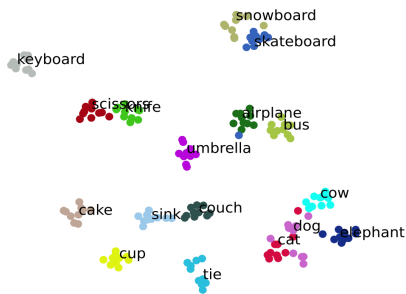 snowboard
skateboard
keyboard
scissors
knife
airplane
bus
umbrella
cow
cake
sink
couch
dog
elephant
cat
cup
tie